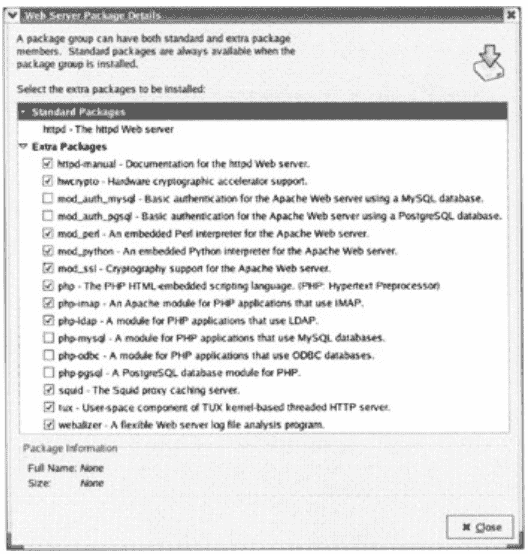 Web Server Package Details
A package group can have both standard and extra package
members. Standard packages are always available when the
package group is installed.
Select the extra packages to be installed:
Standard Packages
httpd - The httpd Web server
Extra Packages
httpd-manual - Documentation for the httpd Web server.
hwcrypto - Hardware cryptographic accelerator support.
mod_auth_mysql - Basic authentication for the Apache Web server using a MySQL database.
mod_auth_pgsql - Basic authentication for the Apache Web server using a PostgreSQL database.
mod_perl - An embedded Perl interpreter for the Apache Web server.
mod_python - An embedded Python interpreter for the Apache Web server.
mod_ssl - Cryptography support for the Apache Web server.
php - The PHP HTML-embedded scripting language. (PHP: Hypertext Preprocessor)
php-imap - An Apache module for PHP applications that use IMAP.
php-ldap - A module for PHP applications that use LDAP.
php-mysql - A module for PHP applications that use MySQL databases.
php-odbc - A module for PHP applications that use ODBC databases.
php-pgsql - A PostgreSQL database module for PHP.
squid - The Squid proxy caching server.
tux - User-space component of TUX kernel-based threaded HTTP server.
webalizer - A flexible Web server log file analysis program.
Package Information
Full Name: None
Size: None
Close